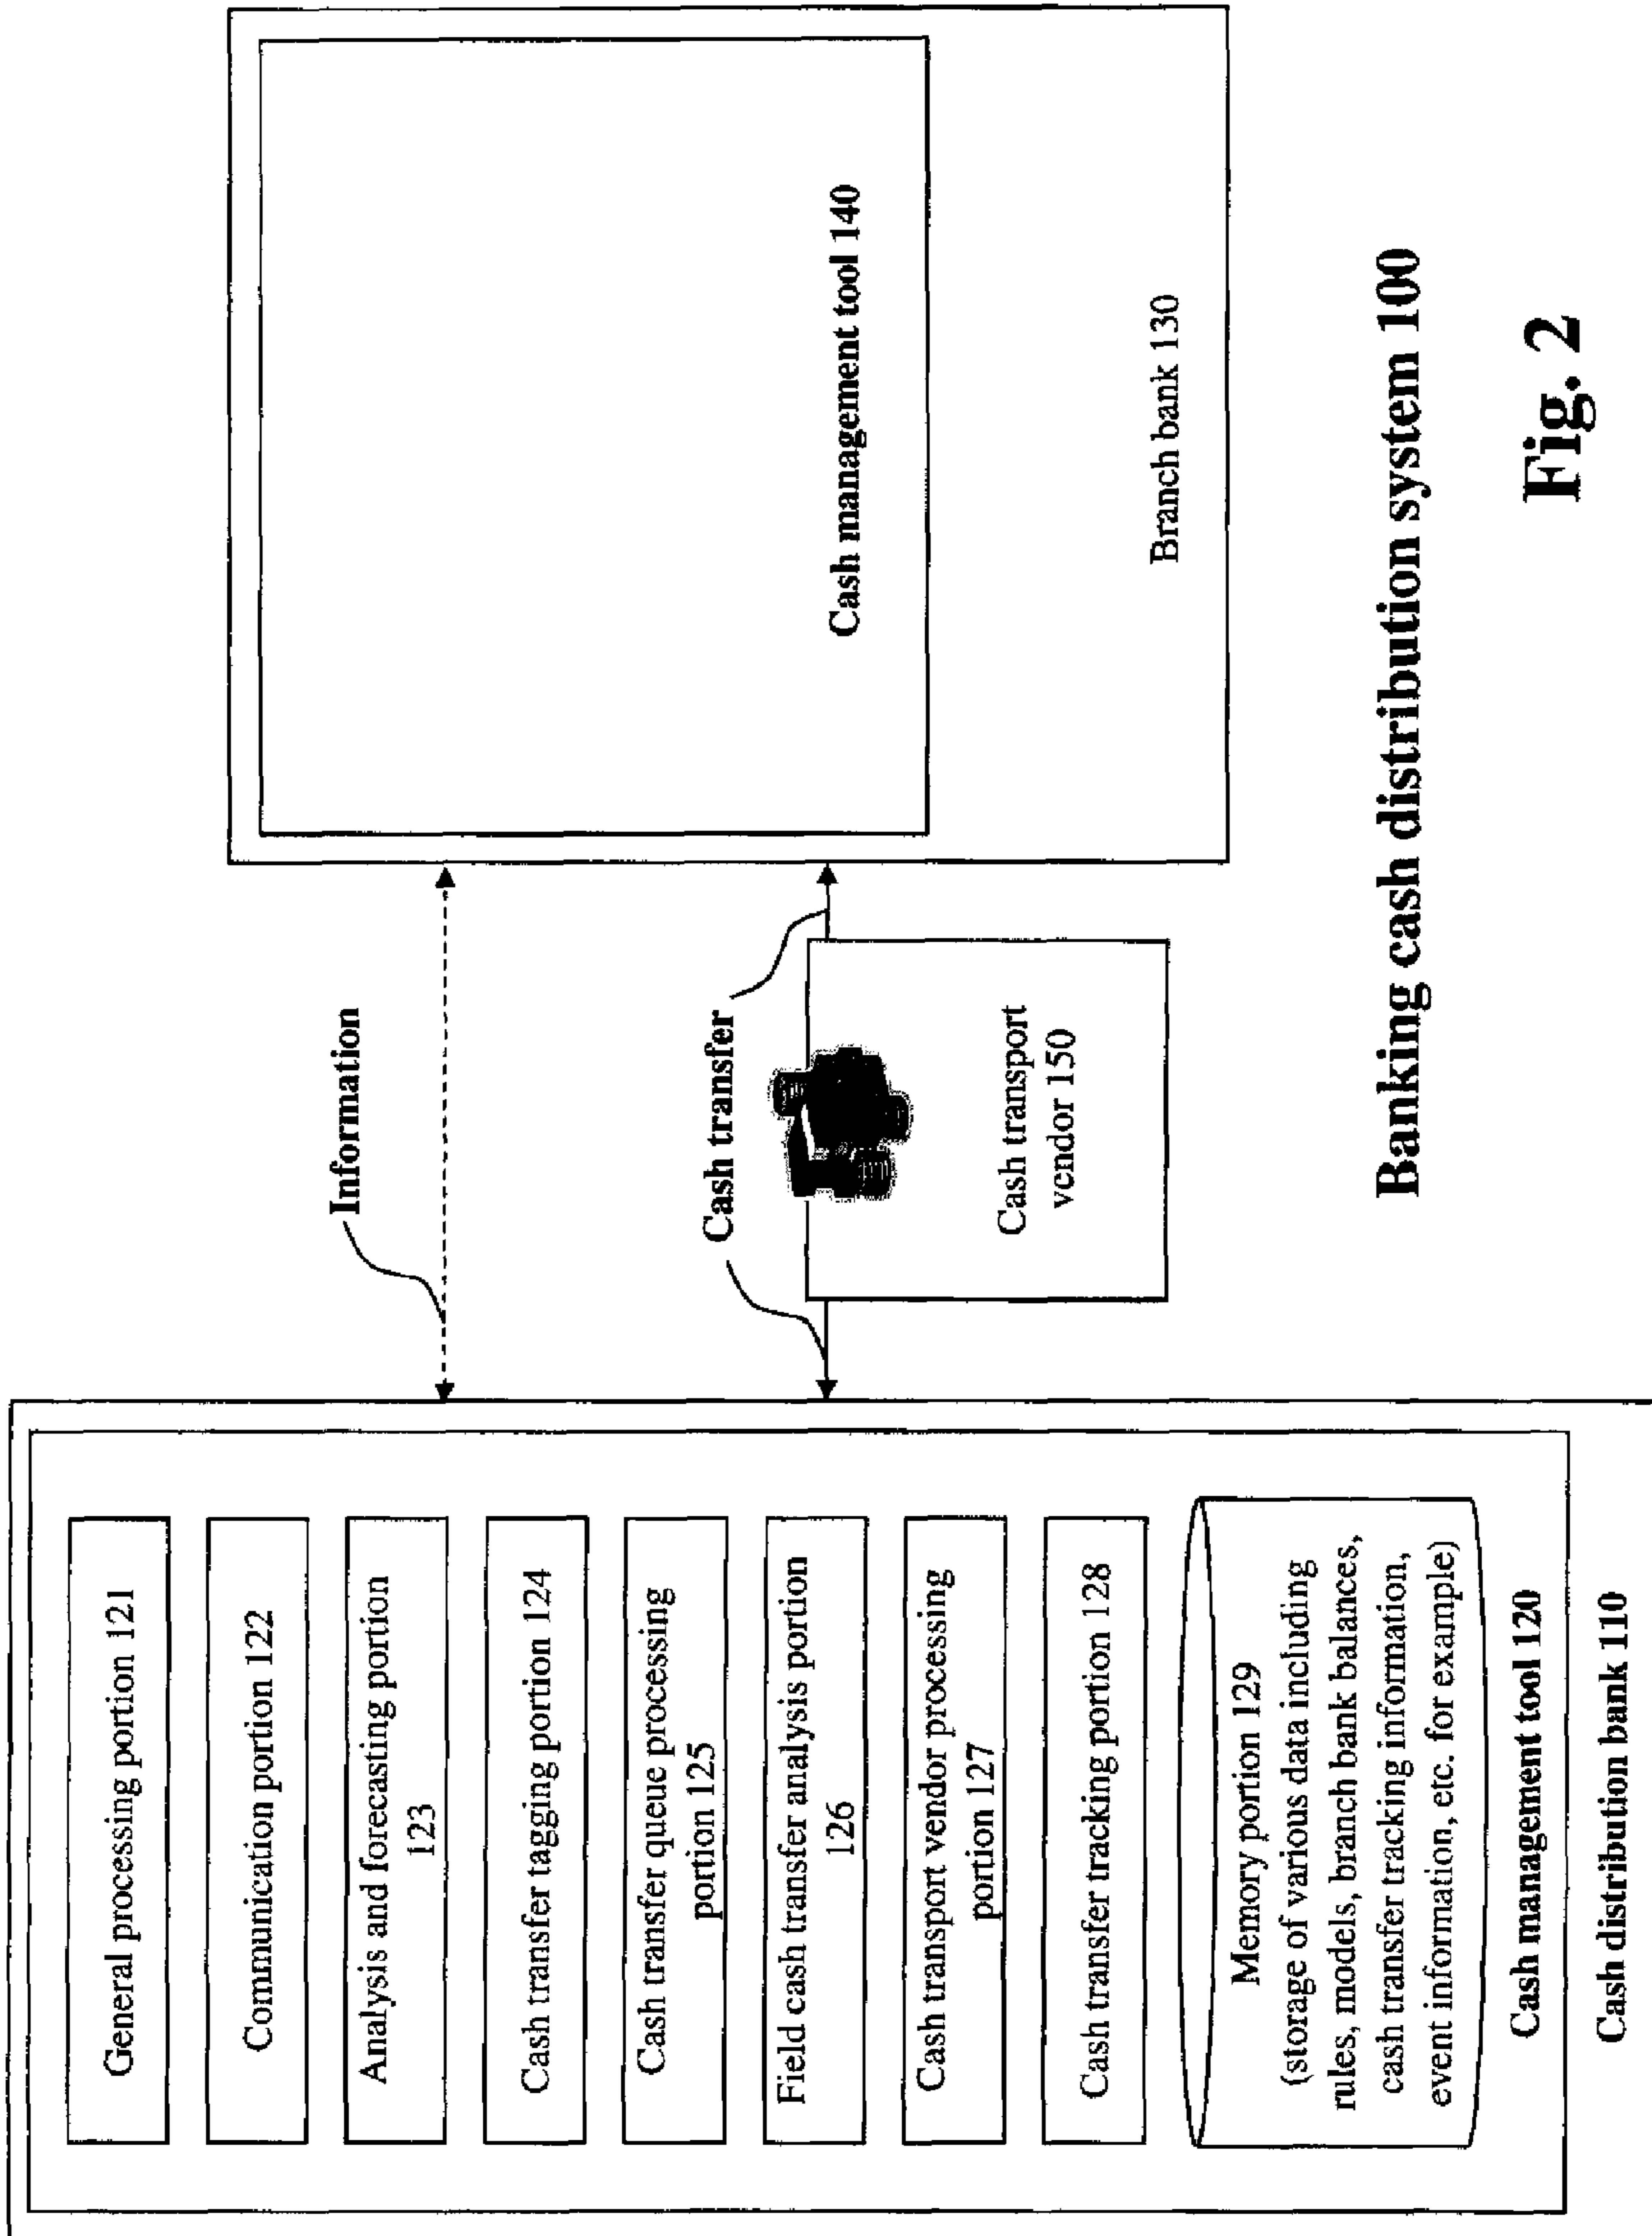 General processing portion 121
Communication portion 122
Analysis and forecasting portion
123
Cash transfer tagging portion 124
Cash transfer queue processing
portion 125
Field cash transfer analysis portion
126
Cash transport vendor processing
portion 127
Cash transfer tracking portion 128
Memory portion 129
(storage of various data including
rules, models, branch bank balances,
cash transfer tracking information,
event information, etc. for example)
Cash management tool 120
Cash distribution bank 110
Information
Cash transfer
Cash transport
vendor 150
Cash management tool 140
Branch bank 130
Banking cash distribution system 100
Fig. 2